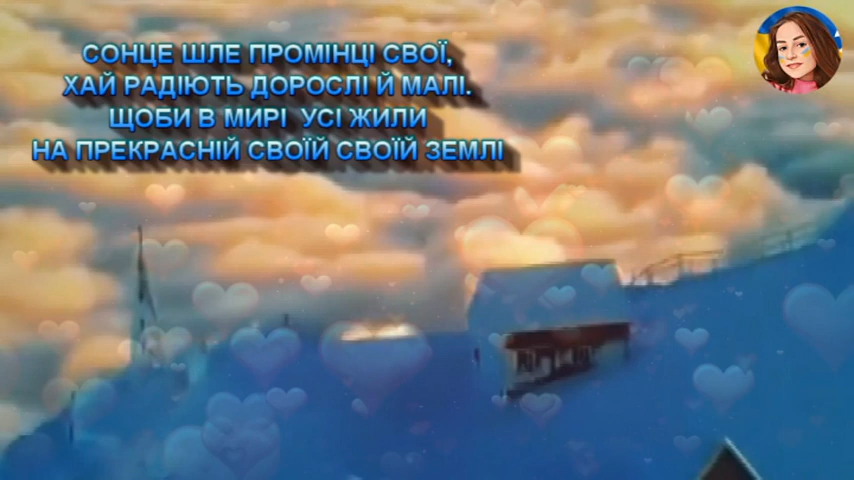 СОНЦЕ ШЛЕ ПРОМІНЦІ СВОЇ,
ХАЙ РАДІЮТЬ ДОРОСЛІ Й МАЛІ.
ЩОБИ В МИРІ УСІ ЖИЛИ
НА ПРЕКРАСНІЙ СВОЇЙ СВОЇЙ ЗЕМЛІ